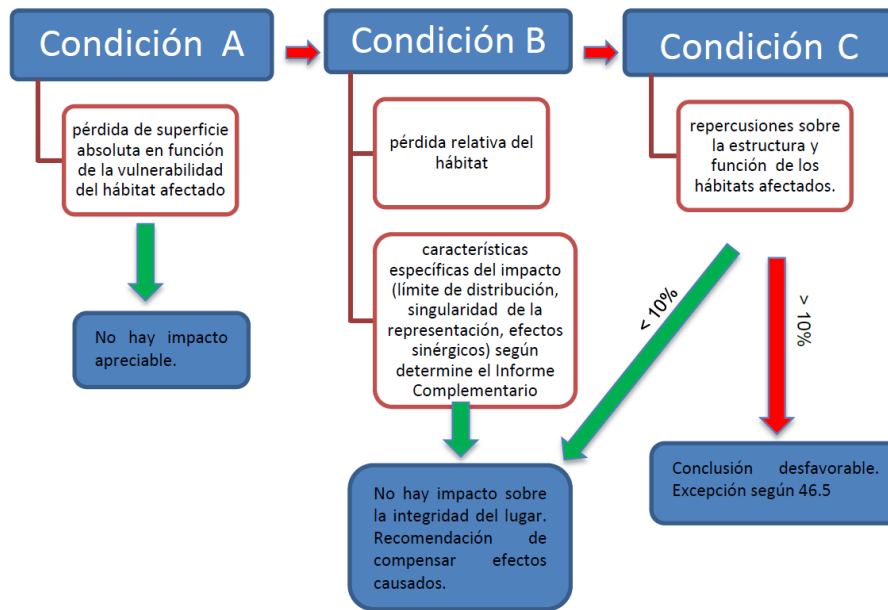 Condición A
pérdida de superficie
absoluta en función
de la vulnerabilidad
del hábitat afectado
No hay impacto
apreciable.
Condición B
pérdida relativa del
hábitat
características
específicas del impacto
(límite de distribución,
singularidad de la
representación, efectos
sinérgicos) según
determine el Informe
Complementario
No hay impacto sobre
la integridad del lugar.
Recomendación de
compensar efectos
causados.
Condición C
repercusiones sobre
la estructura y
función de los
hábitats afectados.
< 10%
> 10%
Conclusión desfavorable.
Excepción según 46.5